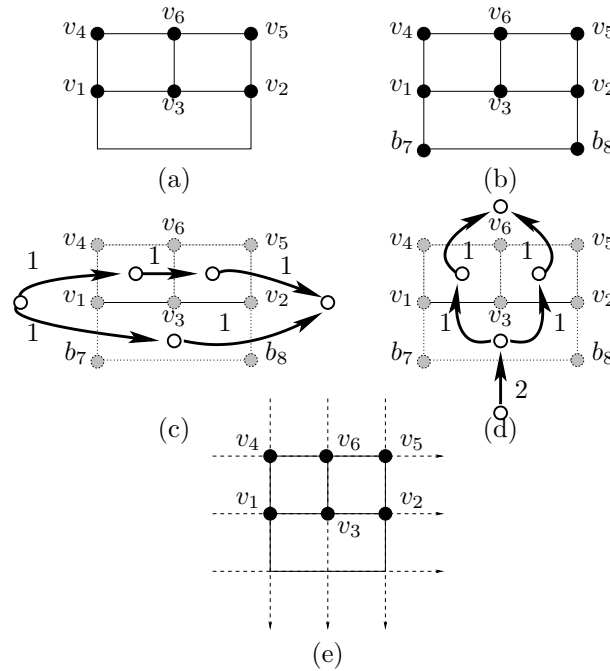 v4 v6 v5
v1 v3 v2
(a)
v4 v6 v5
v1 v3 v2
b7 b8
(b)
v4 v6 v5
1 1 1
v1 v3 v2
1 1
b7 b8
(c)
v4 v6 v5
1 1
v1 v3 v2
1 1
b7 b8
2
(d)
v4 v6 v5
v1 v3 v2
(e)